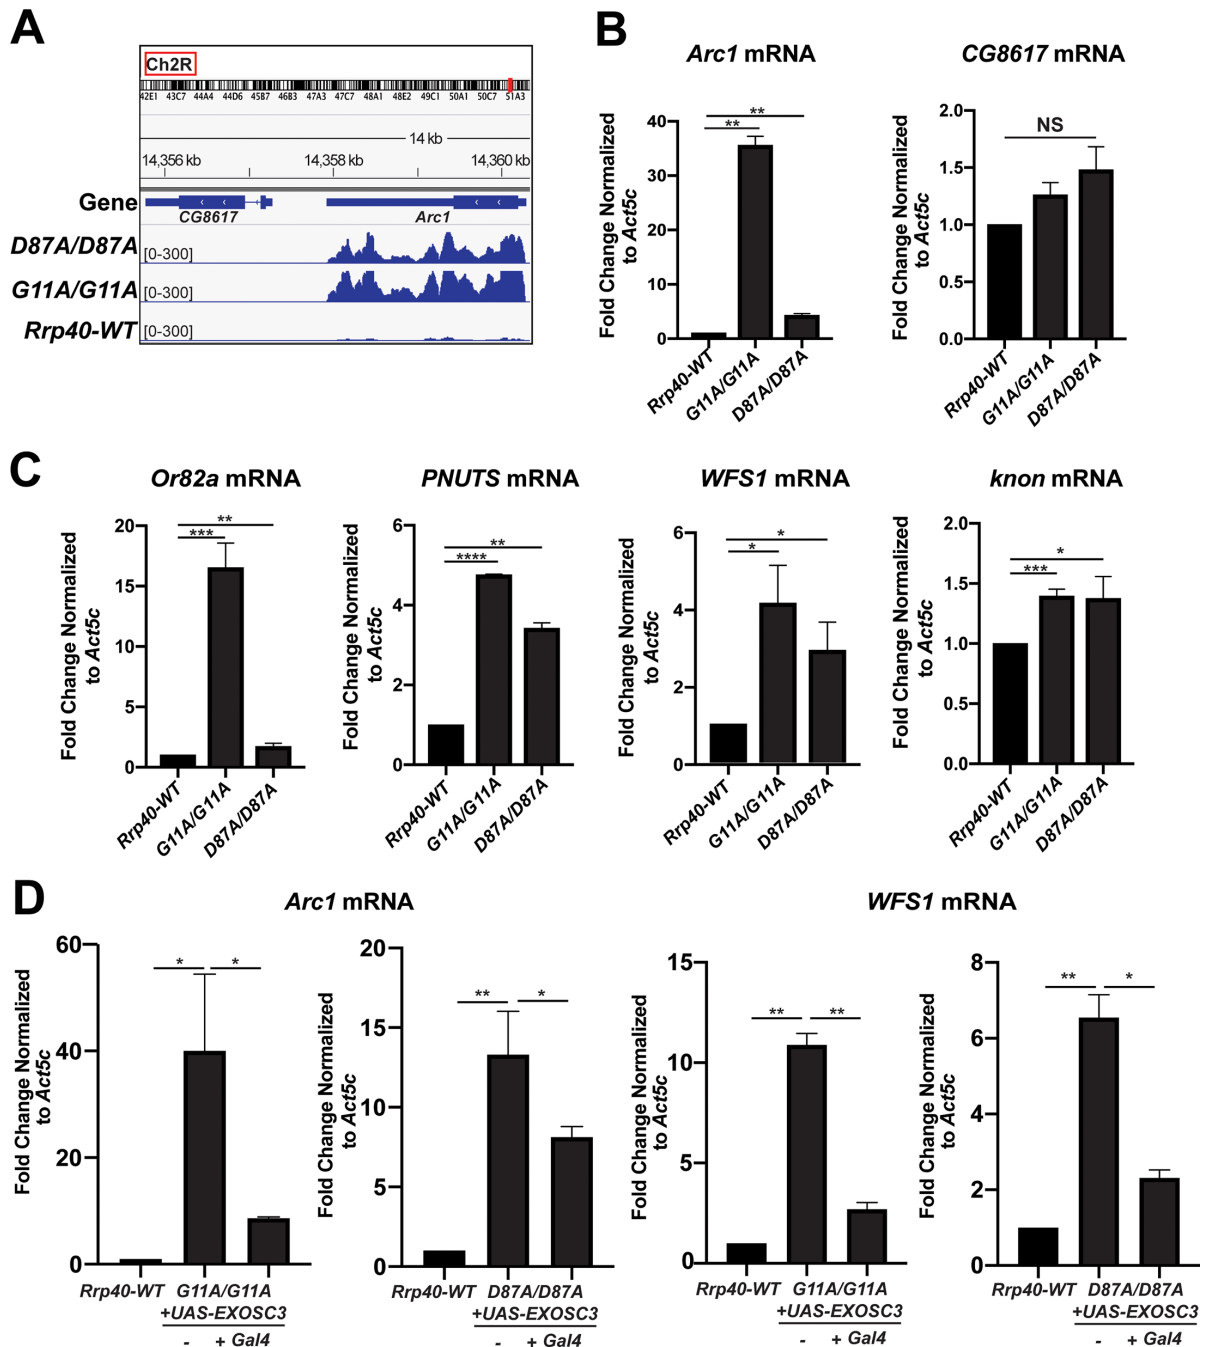 A
Ch2R
42E1 43C7 44A4 44D6 45B7 46B3 47A3 47C7 48A1 48E2 49C1 50A1 50C7 51A3
14 kb
14,356 kb 14,358 kb 14,360 kb
Gene
CG8617 Arc1
D87A/D87A [0-300]
G11A/G11A [0-300]
Rrp40-WT [0-300]
B
Arc1 mRNA
Fold Change Normalized
to Act5c
40
30
20
10
0
**
**
Rrp40-WT
G11A/G11A
D87A/D87A
CG8617 mRNA
Fold Change Normalized
to Act5c
2.0
1.5
1.0
0.5
0.0
NS
Rrp40-WT
G11A/G11A
D87A/D87A
C
Or82a mRNA
Fold Change Normalized
to Act5c
20
15
10
5
0
**
***
Rrp40-WT
G11A/G11A
D87A/D87A
PNUTS mRNA
Fold Change Normalized
to Act5c
6
4
2
0
**
****
Rrp40-WT
G11A/G11A
D87A/D87A
WFS1 mRNA
Fold Change Normalized
to Act5c
6
4
2
0
*
*
Rrp40-WT
G11A/G11A
D87A/D87A
knon mRNA
Fold Change Normalized
to Act5c
2.0
1.5
1.0
0.5
0.0
*
***
Rrp40-WT
G11A/G11A
D87A/D87A
D
Arc1 mRNA
Fold Change Normalized
to Act5c
60
40
20
0
* *
Rrp40-WT G11A/G11A
+UAS-EXOSC3
- + Gal4
Fold Change Normalized
to Act5c
20
15
10
5
0
** *
Rrp40-WT D87A/D87A
+UAS-EXOSC3
- + Gal4
WFS1 mRNA
Fold Change Normalized
to Act5c
15
10
5
0
** **
Rrp40-WT G11A/G11A
+UAS-EXOSC3
- + Gal4
Fold Change Normalized
to Act5c
8
6
4
2
0
** *
Rrp40-WT D87A/D87A
+UAS-EXOSC3
- + Gal4